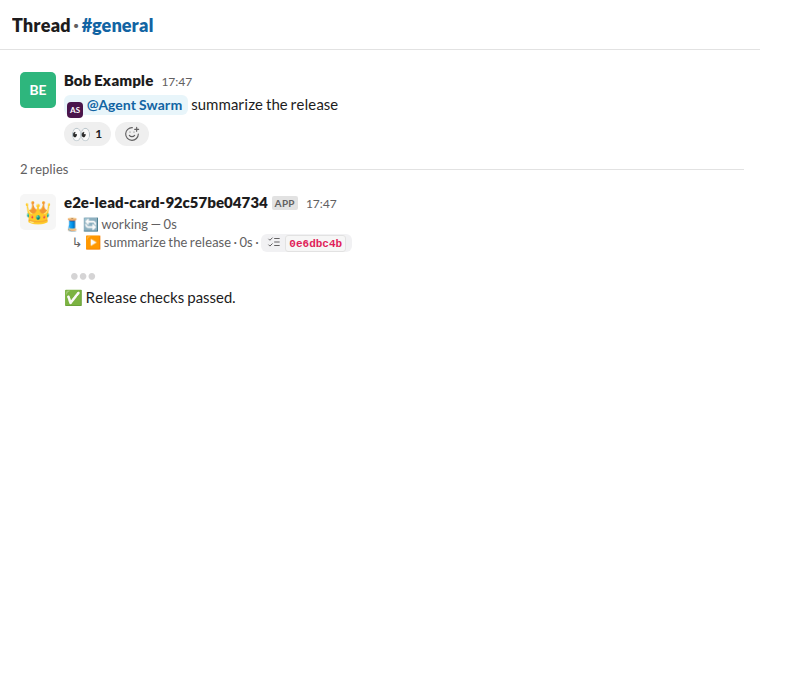 Thread · #general
BE
Bob Example 17:47
AS @Agent Swarm summarize the release
👀 1
2 replies
e2e-lead-card-92c57be04734 APP 17:47
🧵 🔄 working — 0s
↳ ▶️ summarize the release · 0s · 0e6dbc4b
✅ Release checks passed.